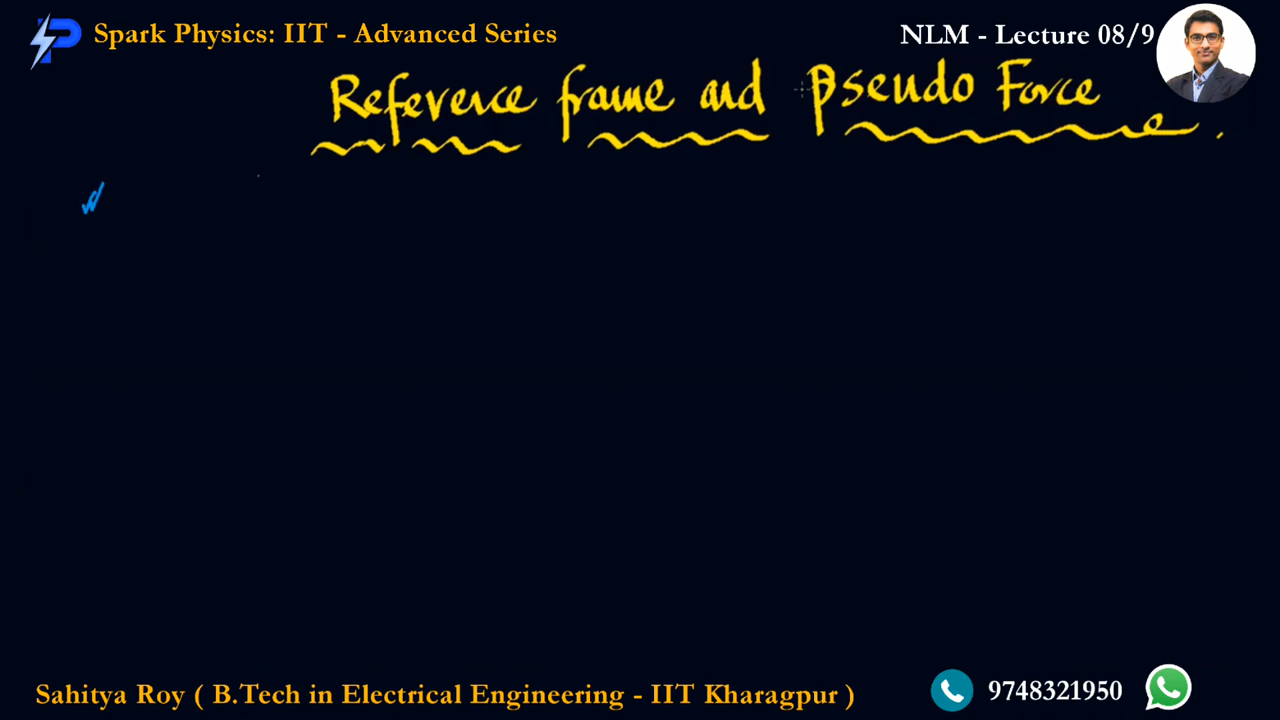 Spark Physics: IIT - Advanced Series
NLM - Lecture 08/9
Reference frame and Pseudo Force
Sahitya Roy ( B.Tech in Electrical Engineering - IIT Kharagpur )
9748321950